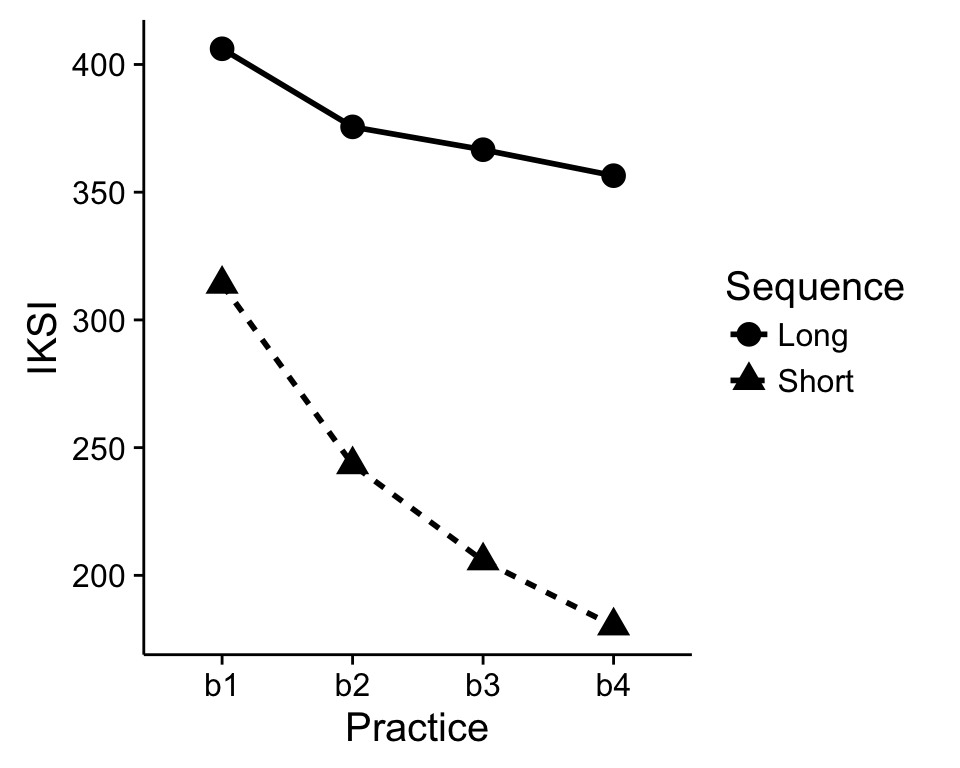 400
350
300
250
200
IKSI
b1 b2 b3 b4
Practice
Sequence
Long
Short